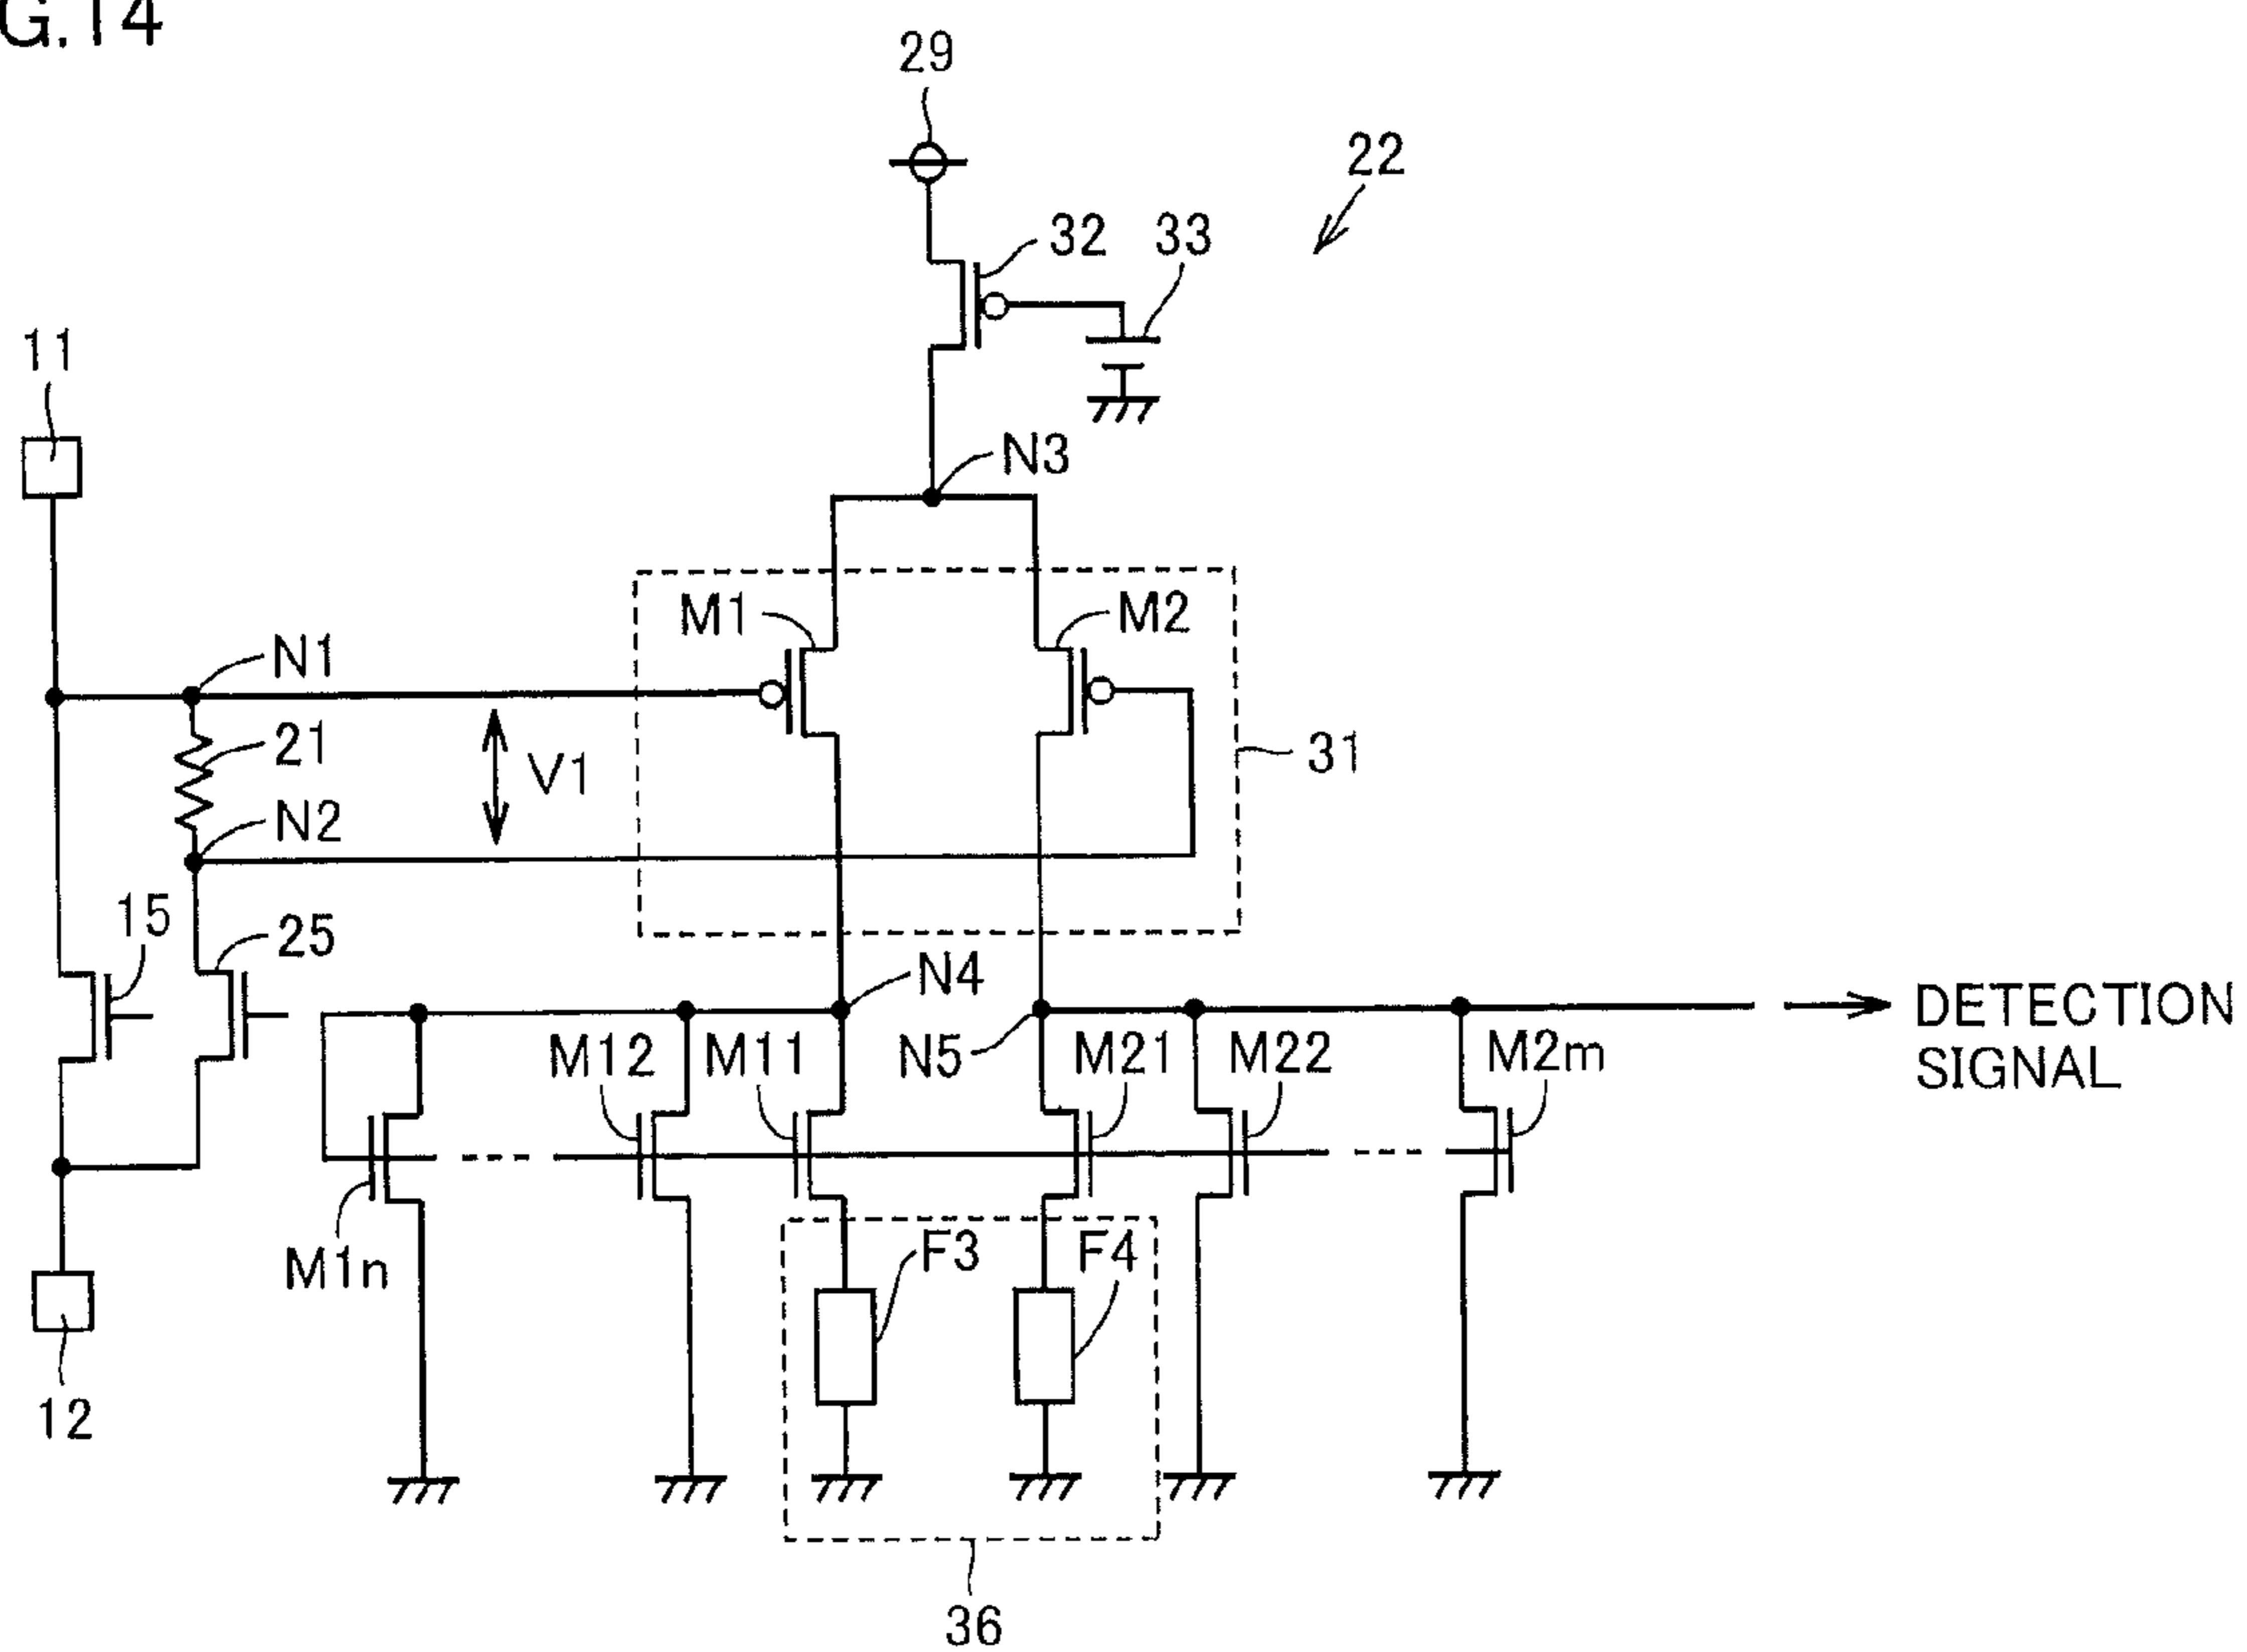 G.14
29
22
32
33
11
N3
M1
M2
N1
21
V1
31
N2
15
25
N4
DETECTION
SIGNAL
M12
M11
N5
M21
M22
M2m
M1n
F3
F4
12
36